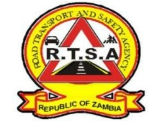 ROAD TRANSPORT AND SAFETY AGENCY
R.T.S.A
REPUBLIC OF ZAMBIA